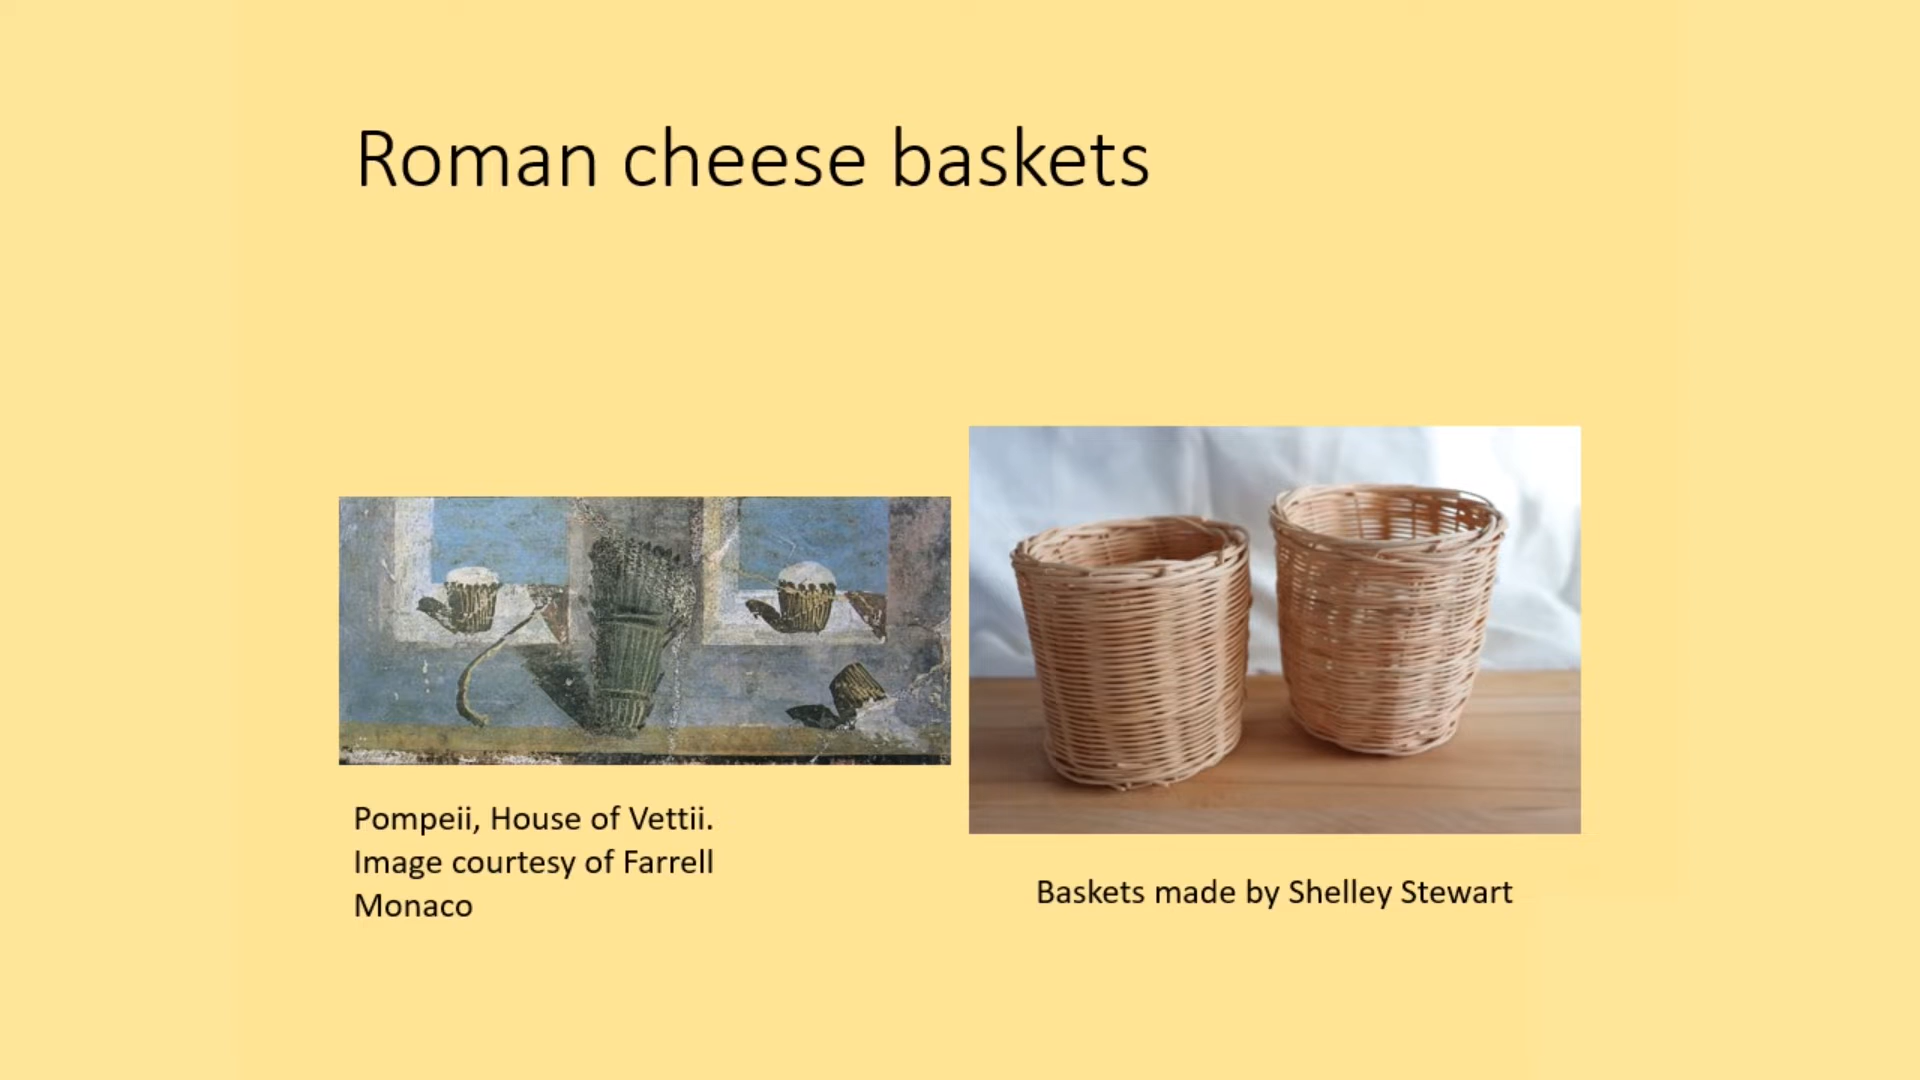 Roman cheese baskets
Pompeii, House of Vettii.
Image courtesy of Farrell
Monaco
Baskets made by Shelley Stewart